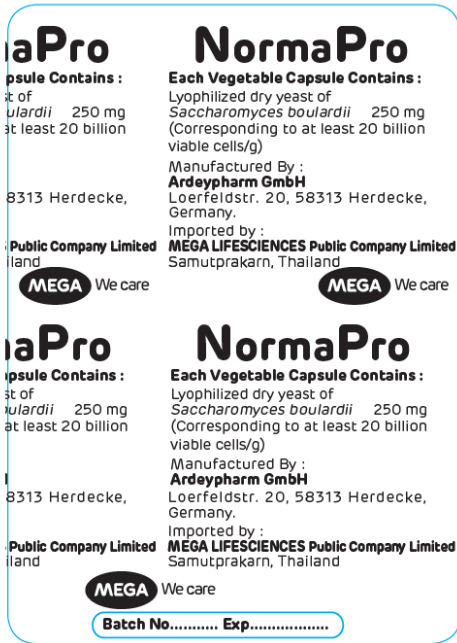 aPro
psule Contains :
st of
ulardii 250 mg
at least 20 billion
8313 Herdecke,
Public Company Limited
iland
MEGA We care
NormaPro
Each Vegetable Capsule Contains :
Lyophilized dry yeast of
Saccharomyces boulardii 250 mg
(Corresponding to at least 20 billion
viable cells/g)
Manufactured By :
Ardeypharm GmbH
Loerfeldstr. 20, 58313 Herdecke,
Germany.
Imported by :
MEGA LIFESCIENCES Public Company Limited
Samutprakarn, Thailand
MEGA We care
aPro
psule Contains :
st of
ulardii 250 mg
at least 20 billion
8313 Herdecke,
Public Company Limited
iland
NormaPro
Each Vegetable Capsule Contains :
Lyophilized dry yeast of
Saccharomyces boulardii 250 mg
(Corresponding to at least 20 billion
viable cells/g)
Manufactured By :
Ardeypharm GmbH
Loerfeldstr. 20, 58313 Herdecke,
Germany.
Imported by :
MEGA LIFESCIENCES Public Company Limited
Samutprakarn, Thailand
MEGA We care
Batch No........... Exp..................